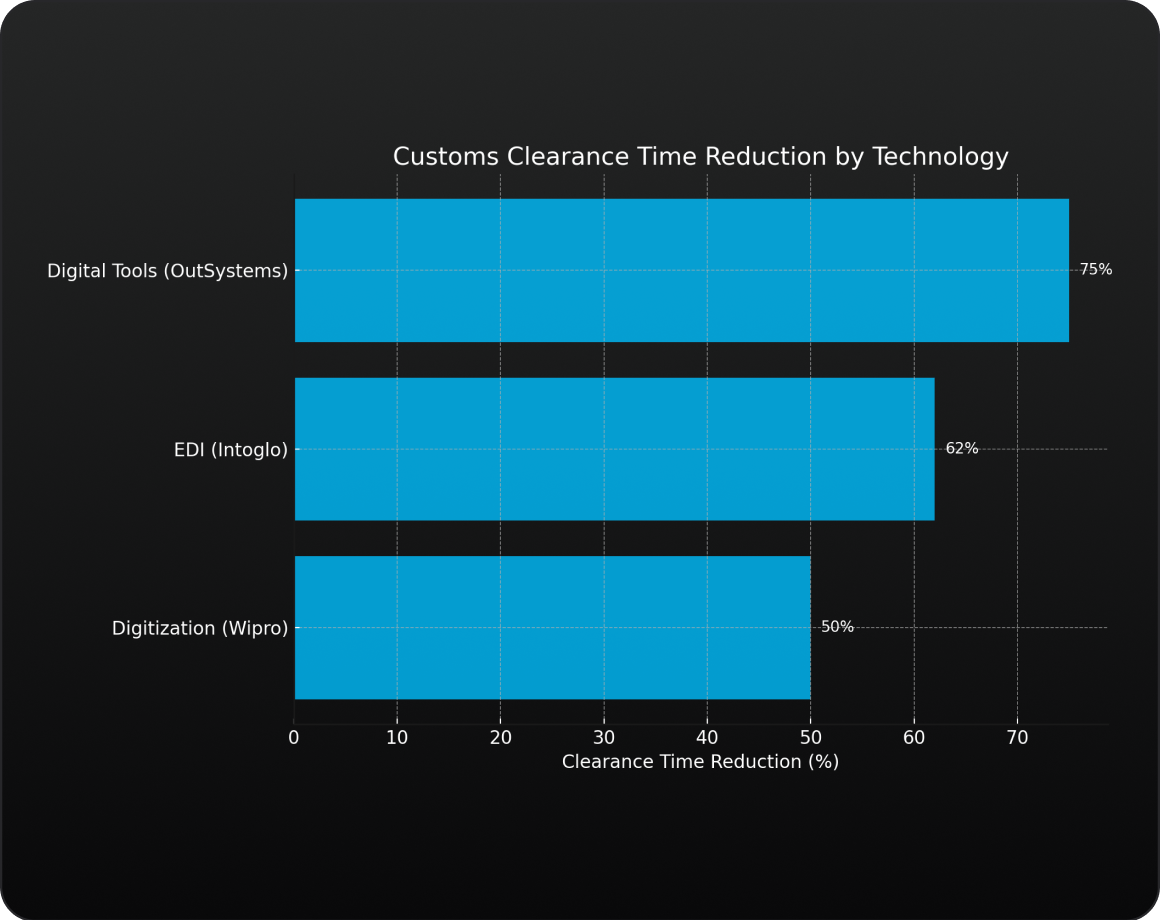 Customs Clearance Time Reduction by Technology
Digital Tools (OutSystems)
75%
EDI (Intoglo)
62%
Digitization (Wipro)
50%
0 10 20 30 40 50 60 70
Clearance Time Reduction (%)